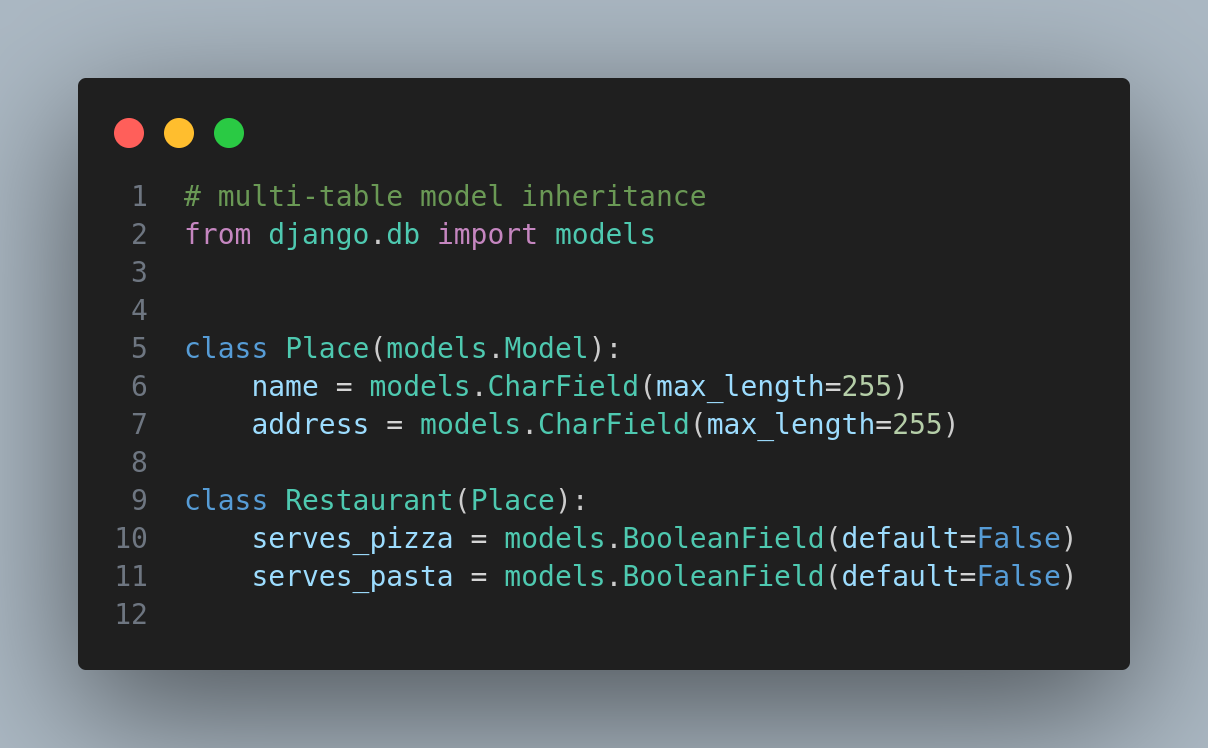 1 # multi-table model inheritance
2 from django.db import models
3
4
5 class Place(models.Model):
6     name = models.CharField(max_length=255)
7     address = models.CharField(max_length=255)
8
9 class Restaurant(Place):
10     serves_pizza = models.BooleanField(default=False)
11     serves_pasta = models.BooleanField(default=False)
12